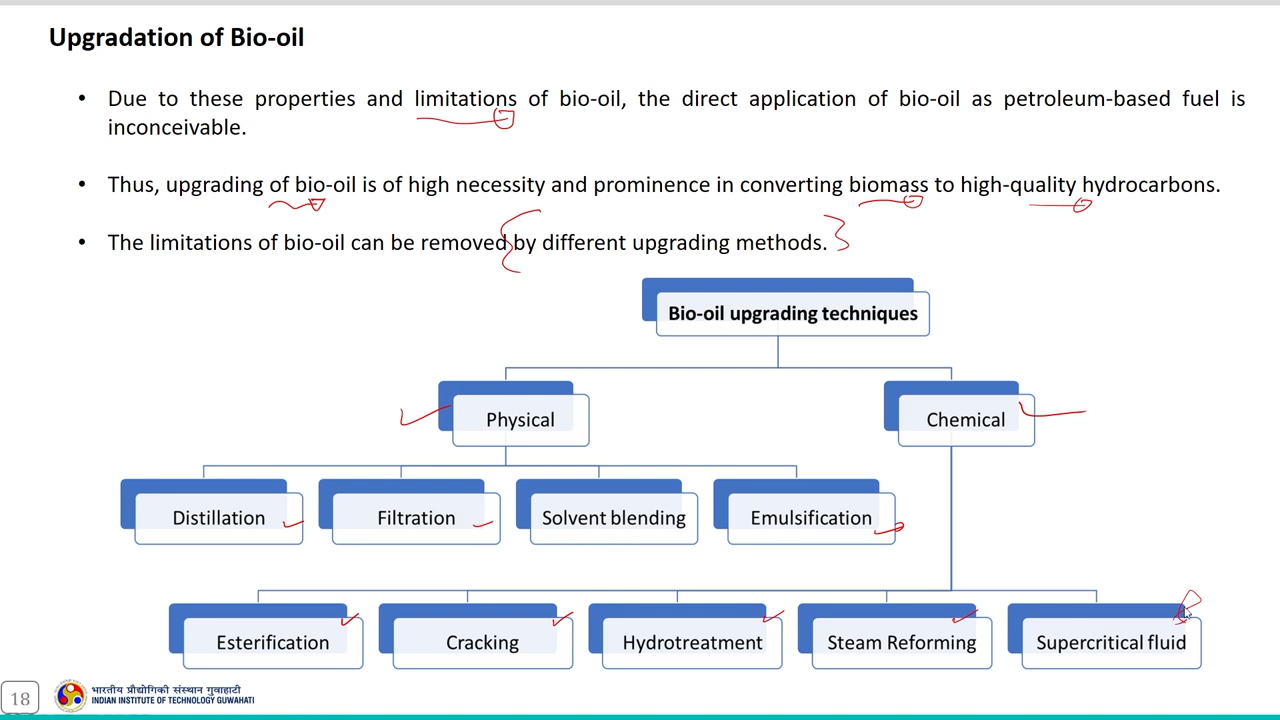 Upgradation of Bio-oil
• Due to these properties and limitations of bio-oil, the direct application of bio-oil as petroleum-based fuel is
inconceivable.
• Thus, upgrading of bio-oil is of high necessity and prominence in converting biomass to high-quality hydrocarbons.
• The limitations of bio-oil can be removed by different upgrading methods.
Bio-oil upgrading techniques
Physical
Chemical
Distillation
Filtration
Solvent blending
Emulsification
Esterification
Cracking
Hydrotreatment
Steam Reforming
Supercritical fluid
18
भारतीय प्रौद्योगिकी संस्थान गुवाहाटी
INDIAN INSTITUTE OF TECHNOLOGY GUWAHATI